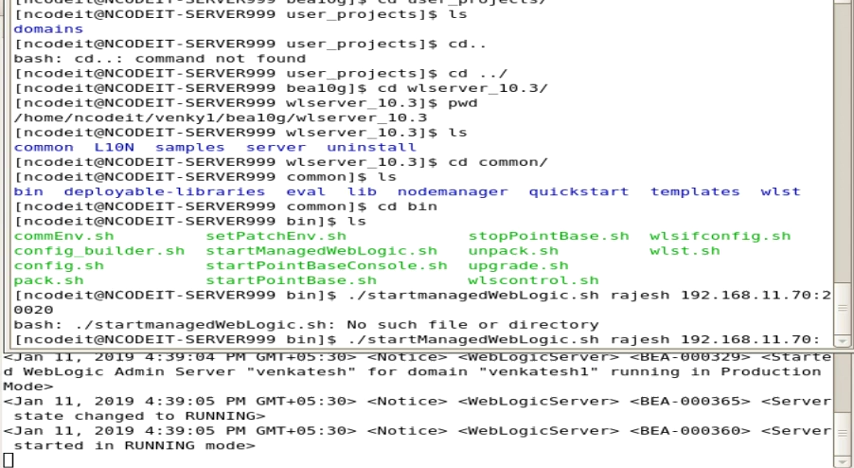 [ncodeit@NCODEIT-SERVER999 bea10g]$ cd user_projects/
[ncodeit@NCODEIT-SERVER999 user_projects]$ ls
domains
[ncodeit@NCODEIT-SERVER999 user_projects]$ cd..
bash: cd..: command not found
[ncodeit@NCODEIT-SERVER999 user_projects]$ cd ../
[ncodeit@NCODEIT-SERVER999 bea10g]$ cd wlserver_10.3/
[ncodeit@NCODEIT-SERVER999 wlserver_10.3]$ pwd
/home/ncodeit/venky1/bea10g/wlserver_10.3
[ncodeit@NCODEIT-SERVER999 wlserver_10.3]$ ls
common  L10N  samples  server  uninstall
[ncodeit@NCODEIT-SERVER999 wlserver_10.3]$ cd common/
[ncodeit@NCODEIT-SERVER999 common]$ ls
bin  deployable-libraries  eval  lib  nodemanager  quickstart  templates  wlst
[ncodeit@NCODEIT-SERVER999 common]$ cd bin
[ncodeit@NCODEIT-SERVER999 bin]$ ls
commEnv.sh  setPatchEnv.sh  stopPointBase.sh  wlsifconfig.sh
config_builder.sh  startManagedWebLogic.sh  unpack.sh  wlst.sh
config.sh  startPointBaseConsole.sh  upgrade.sh
pack.sh  startPointBase.sh  wlscontrol.sh
[ncodeit@NCODEIT-SERVER999 bin]$ ./startmanagedWebLogic.sh rajesh 192.168.11.70:2
0020
bash: ./startmanagedWebLogic.sh: No such file or directory
[ncodeit@NCODEIT-SERVER999 bin]$ ./startManagedWebLogic.sh rajesh 192.168.11.70:
<Jan 11, 2019 4:39:04 PM GMT+05:30> <Notice> <WebLogicServer> <BEA-000329> <Starte
d WebLogic Admin Server "venkatesh" for domain "venkatesh1" running in Production
Mode>
<Jan 11, 2019 4:39:05 PM GMT+05:30> <Notice> <WebLogicServer> <BEA-000365> <Server
state changed to RUNNING>
<Jan 11, 2019 4:39:05 PM GMT+05:30> <Notice> <WebLogicServer> <BEA-000360> <Server
started in RUNNING mode>